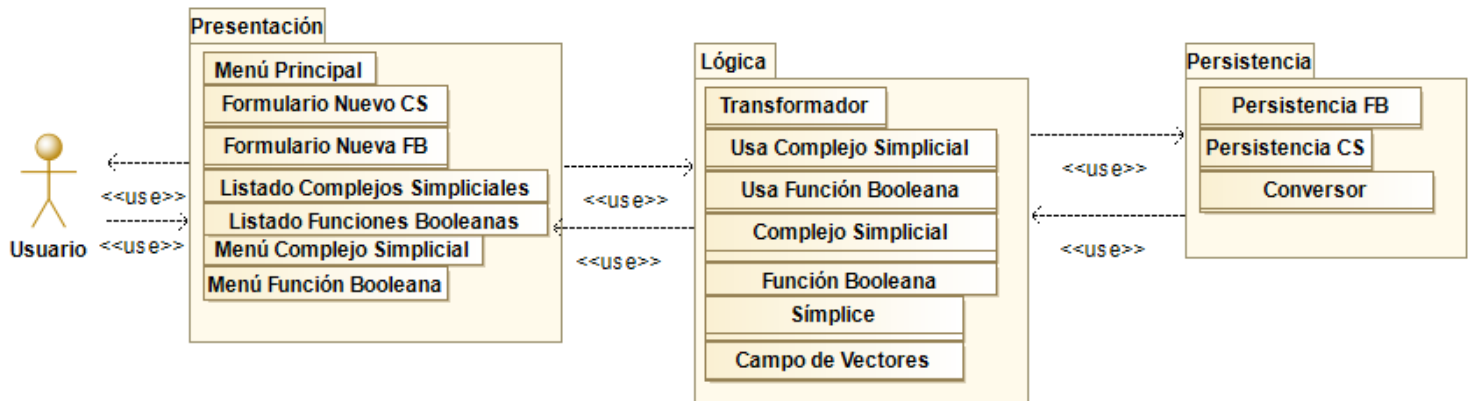 Presentación
Menú Principal
Formulario Nuevo CS
Formulario Nueva FB
Listado Complejos Simpliciales
Listado Funciones Booleanas
Menú Complejo Simplicial
Menú Función Booleana
Usuario
<<use>>
<<use>>
<<use>>
<<use>>
Lógica
Transformador
Usa Complejo Simplicial
Usa Función Booleana
Complejo Simplicial
Función Booleana
Símplice
Campo de Vectores
<<use>>
<<use>>
Persistencia
Persistencia FB
Persistencia CS
Conversor